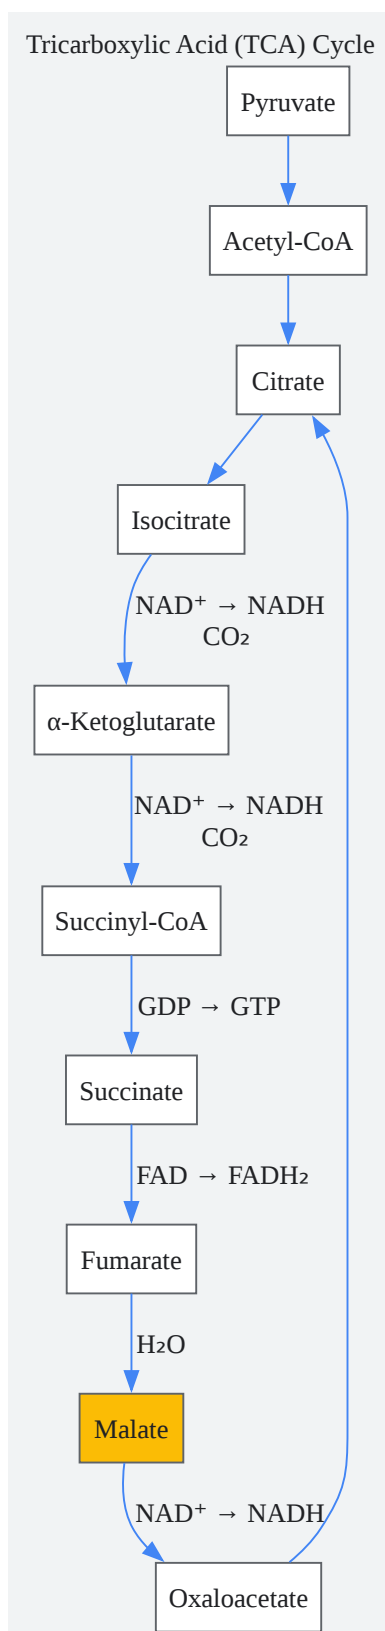 Tricarboxylic Acid (TCA) Cycle
Pyruvate
Acetyl-CoA
Citrate
Isocitrate
NAD⁺ → NADH
CO₂
α-Ketoglutarate
NAD⁺ → NADH
CO₂
Succinyl-CoA
GDP → GTP
Succinate
FAD → FADH₂
Fumarate
H₂O
Malate
NAD⁺ → NADH
Oxaloacetate